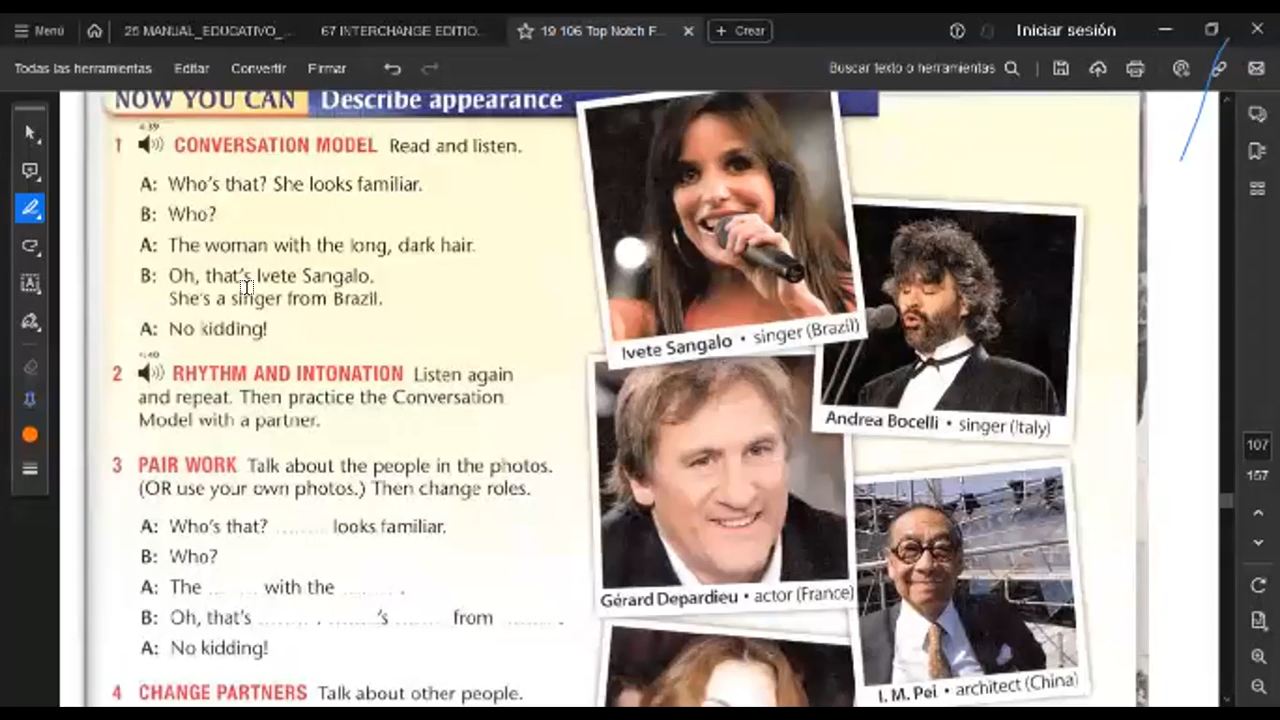 Menú
25 MANUAL_EDUCATIVO_...
67 INTERCHANGE EDITIO...
19 106 Top Notch F...
+ Crear
Iniciar sesión
Todas las herramientas
Editar
Convertir
Firmar
Buscar texto o herramientas
NOW YOU CAN Describe appearance
4:39
1 CONVERSATION MODEL Read and listen.
A: Who's that? She looks familiar.
B: Who?
A: The woman with the long, dark hair.
B: Oh, that's Ivete Sangalo.
She's a singer from Brazil.
A: No kidding!
4:40
2 RHYTHM AND INTONATION Listen again
and repeat. Then practice the Conversation
Model with a partner.
3 PAIR WORK Talk about the people in the photos.
(OR use your own photos.) Then change roles.
A: Who's that? ........ looks familiar.
B: Who?
A: The ........ with the ........ .
B: Oh, that's ........ . ........'s ........ from ........ .
A: No kidding!
4 CHANGE PARTNERS Talk about other people.
Ivete Sangalo • singer (Brazil)
Andrea Bocelli • singer (Italy)
Gérard Depardieu • actor (France)
I. M. Pei • architect (China)
107
157